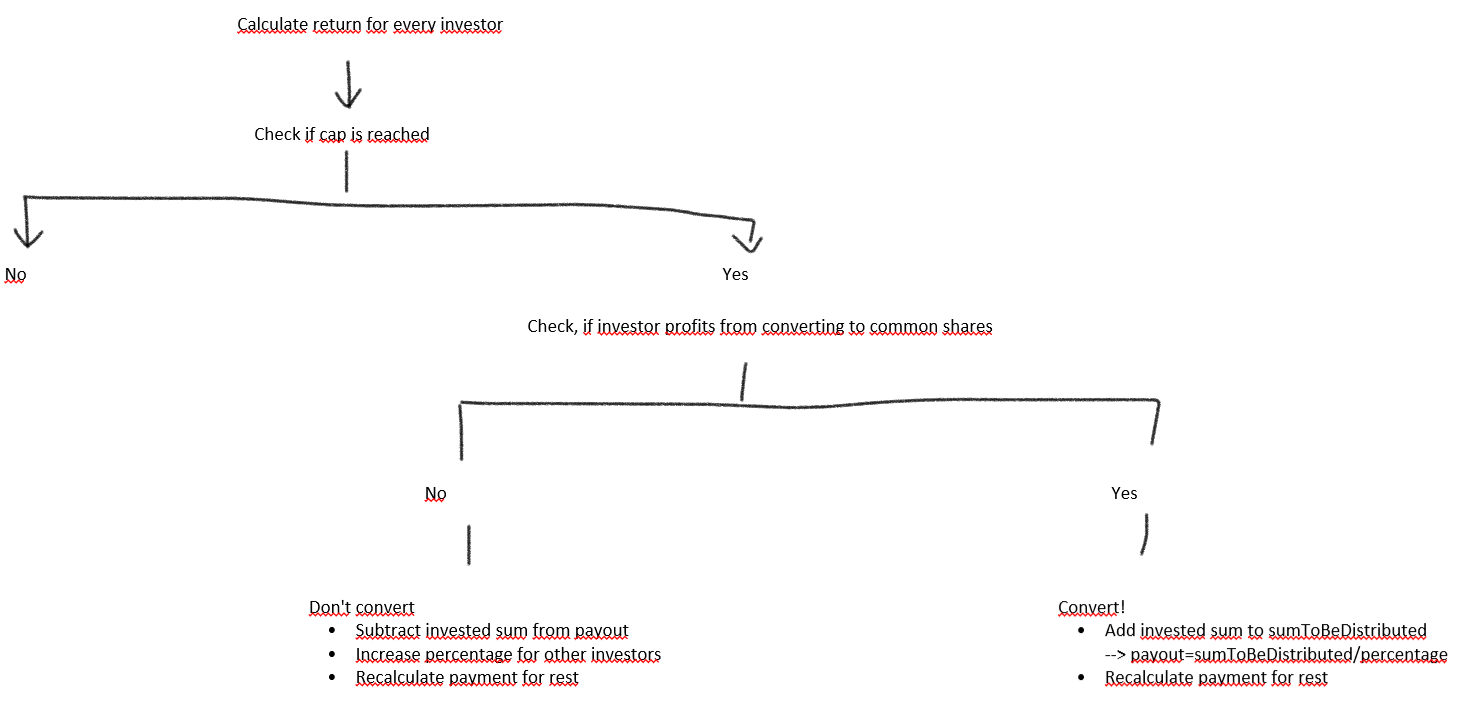 Calculate return for every investor
Check if cap is reached
No
Yes
Check, if investor profits from converting to common shares
No
Yes
Don't convert
• Subtract invested sum from payout
• Increase percentage for other investors
• Recalculate payment for rest
Convert!
• Add invested sum to sumToBeDistributed
--> payout=sumToBeDistributed/percentage
• Recalculate payment for rest